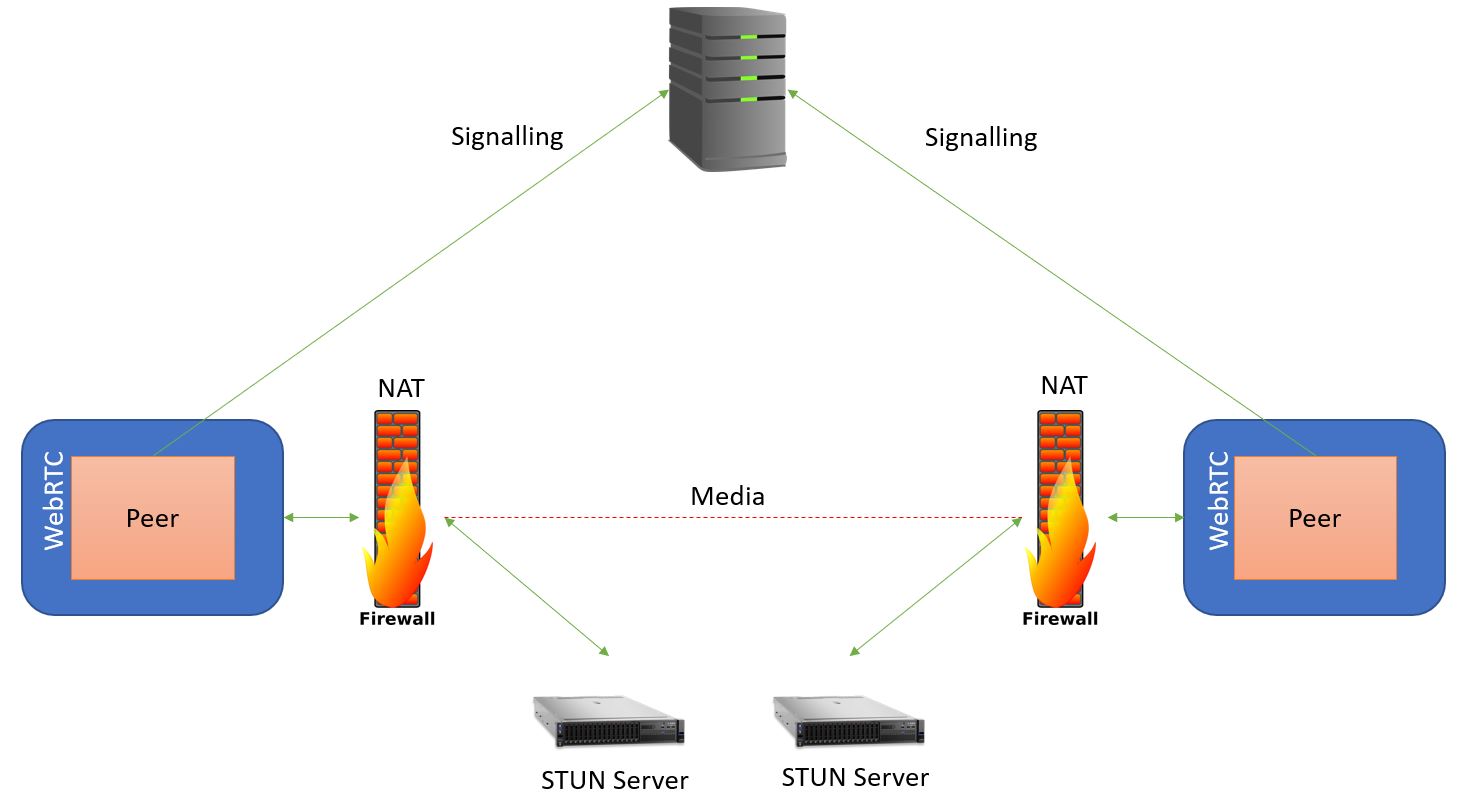 Signalling
Signalling
NAT
NAT
WebRTC
Peer
Media
WebRTC
Peer
Firewall
Firewall
STUN Server
STUN Server